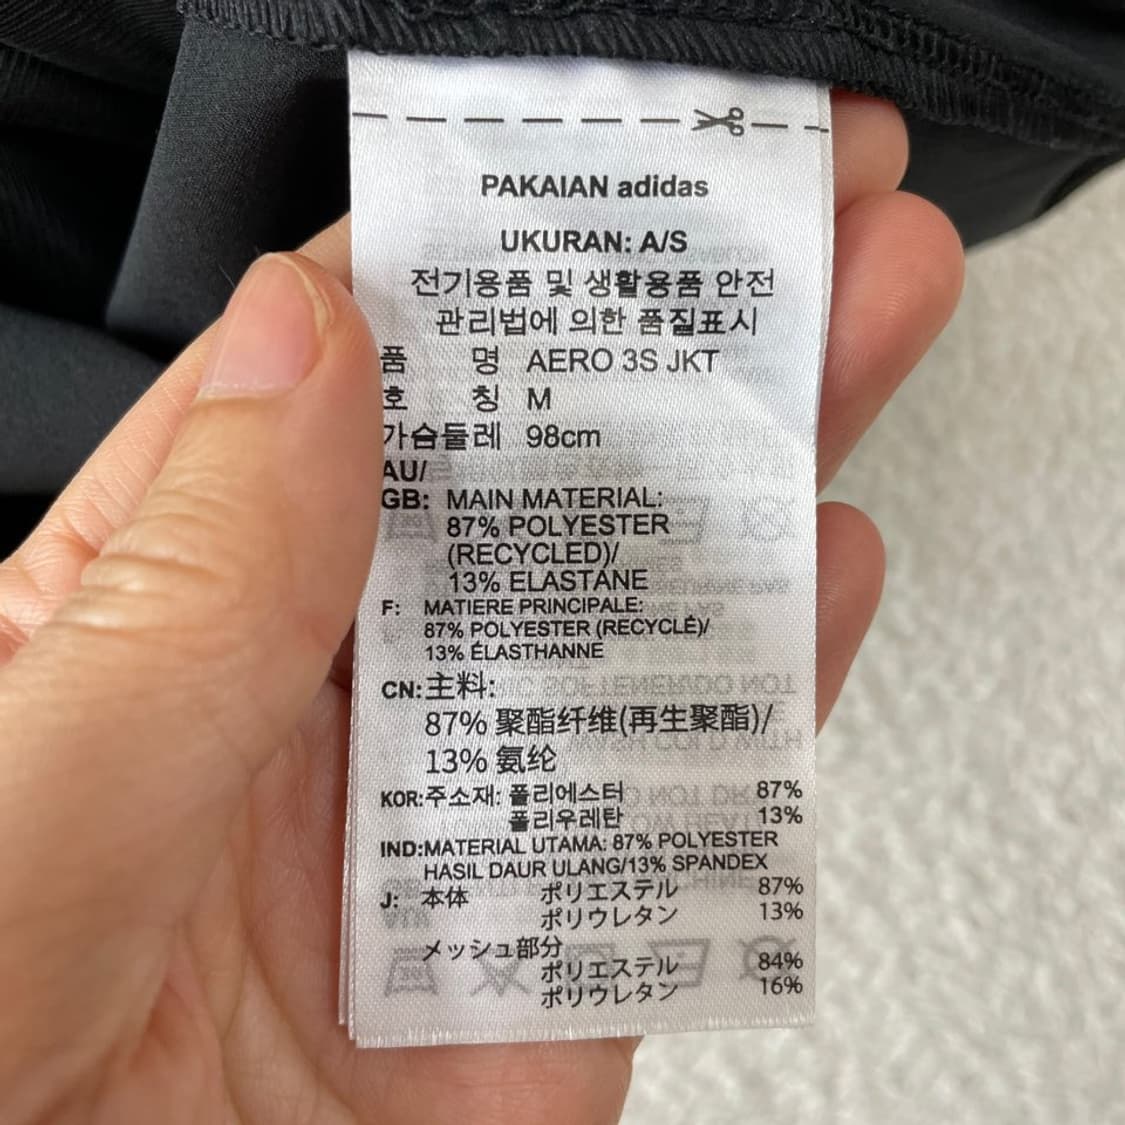 PAKAIAN adidas
UKURAN: A/S
전기용품 및 생활용품 안전
관리법에 의한 품질표시
품 명 AERO 3S JKT
호 칭 M
가슴둘레 98cm
AU/
GB: MAIN MATERIAL:
87% POLYESTER
(RECYCLED)/
13% ELASTANE
F: MATIERE PRINCIPALE:
87% POLYESTER (RECYCLÉ)/
13% ÉLASTHANNE
CN: 主料:
87% 聚酯纤维(再生聚酯)/
13% 氨纶
KOR: 주소재: 폴리에스터 87%
폴리우레탄 13%
IND: MATERIAL UTAMA: 87% POLYESTER
HASIL DAUR ULANG/13% SPANDEX
J: 本体 ポリエステル 87%
ポリウレタン 13%
メッシュ部分
ポリエステル 84%
ポリウレタン 16%